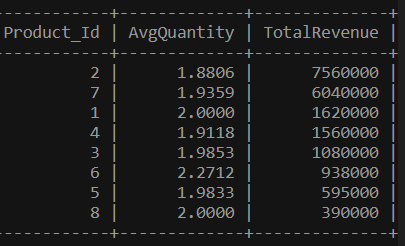 -----------+-------------+--------------+
Product_Id | AvgQuantity | TotalRevenue |
-----------+-------------+--------------+
2 | 1.8806 | 7560000 |
7 | 1.9359 | 6040000 |
1 | 2.0000 | 1620000 |
4 | 1.9118 | 1560000 |
3 | 1.9853 | 1080000 |
6 | 2.2712 | 938000 |
5 | 1.9833 | 595000 |
8 | 2.0000 | 390000 |
-----------+-------------+--------------+